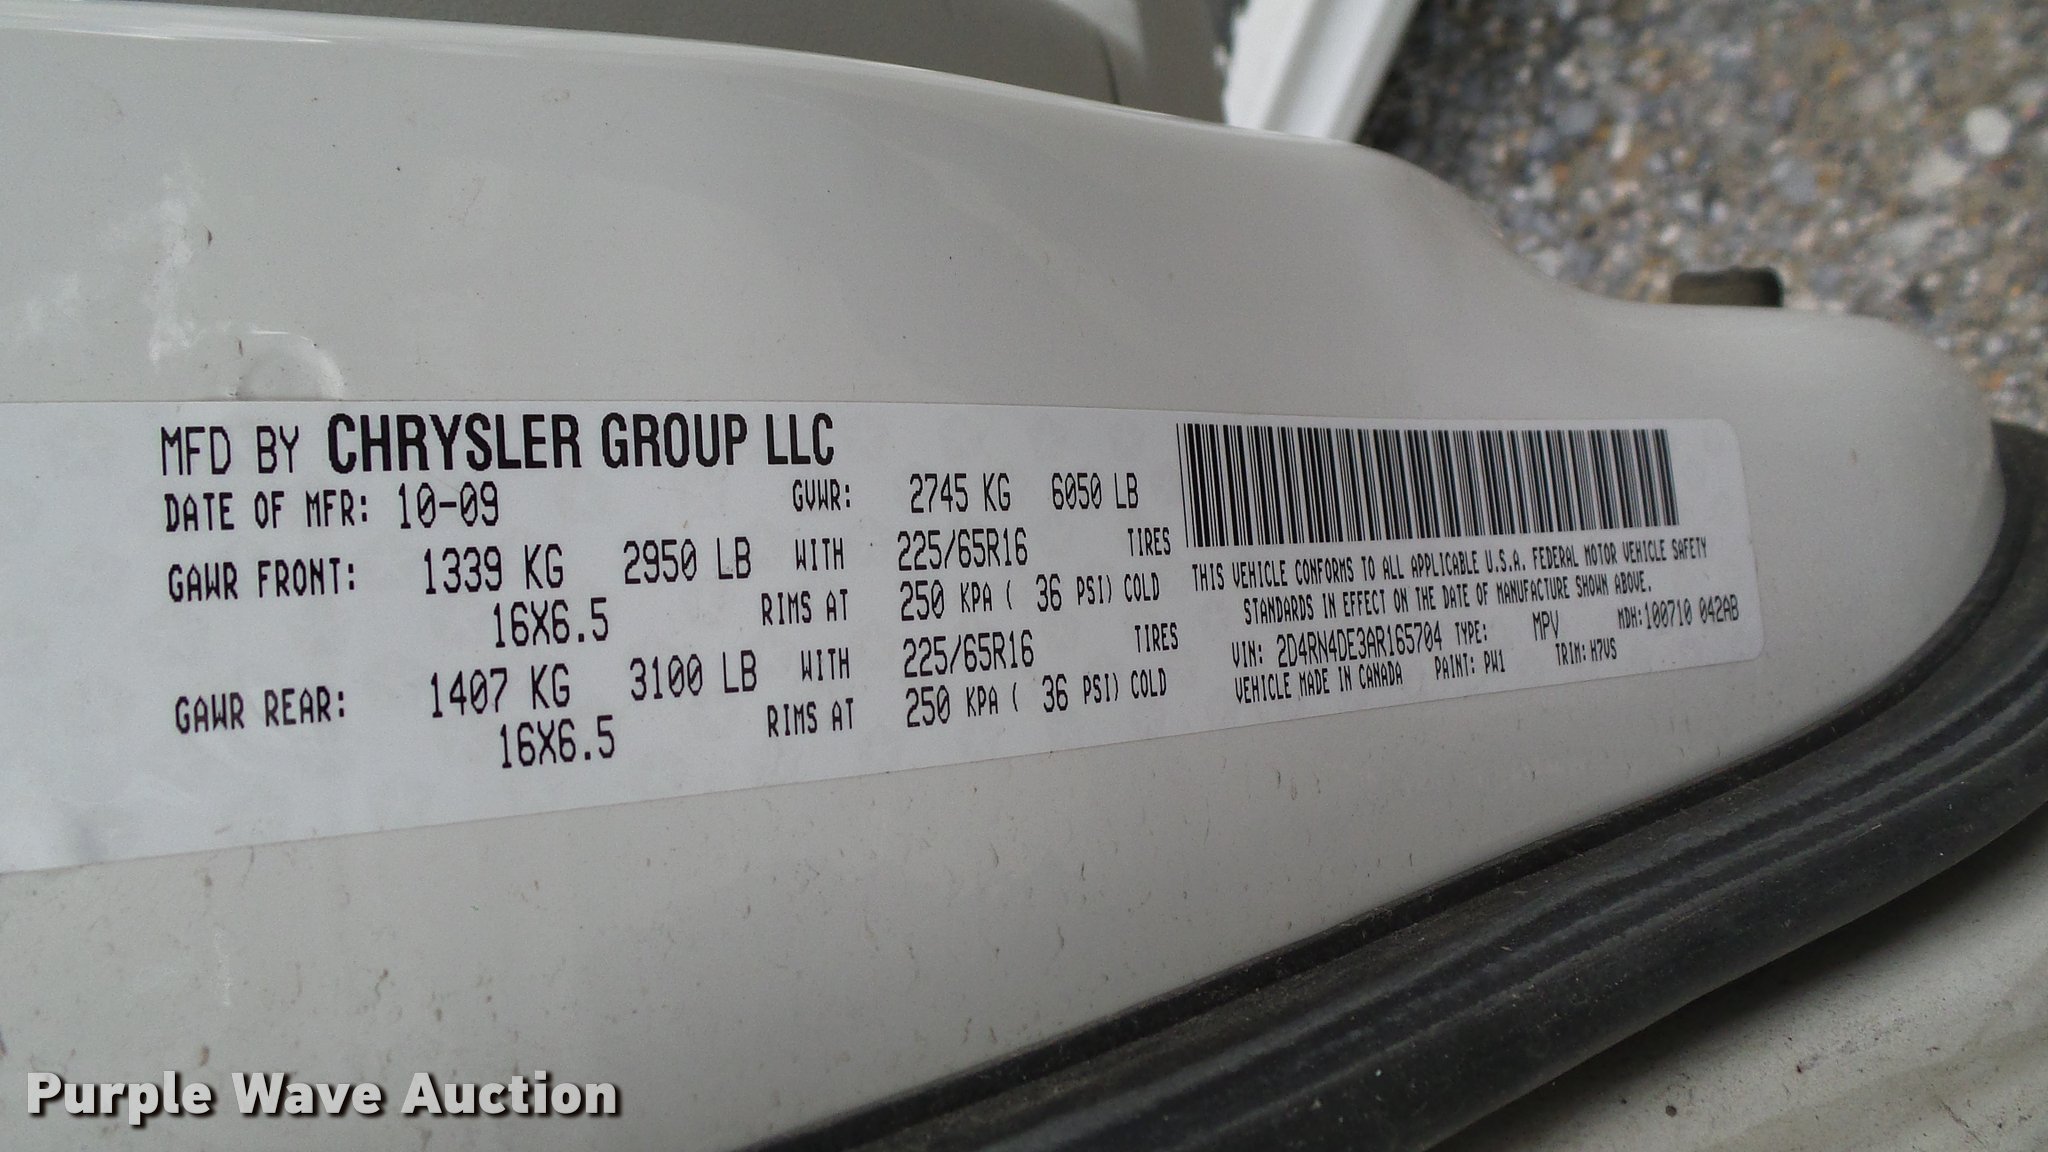 MFD BY CHRYSLER GROUP LLC
DATE OF MFR: 10-09 GVWR: 2745 KG 6050 LB
GAWR FRONT: 1339 KG 2950 LB WITH 225/65R16 TIRES
16X6.5 RIMS AT 250 KPA ( 36 PSI) COLD
GAWR REAR: 1407 KG 3100 LB WITH 225/65R16 TIRES
16X6.5 RIMS AT 250 KPA ( 36 PSI) COLD
THIS VEHICLE CONFORMS TO ALL APPLICABLE U.S.A. FEDERAL MOTOR VEHICLE SAFETY
STANDARDS IN EFFECT ON THE DATE OF MANUFACTURE SHOWN ABOVE.
VIN: 2D4RN4DE3AR165704 TYPE: MPV MDH:100710 042AB
VEHICLE MADE IN CANADA PAINT: PW1 TRIM: H7VS
Purple Wave Auction